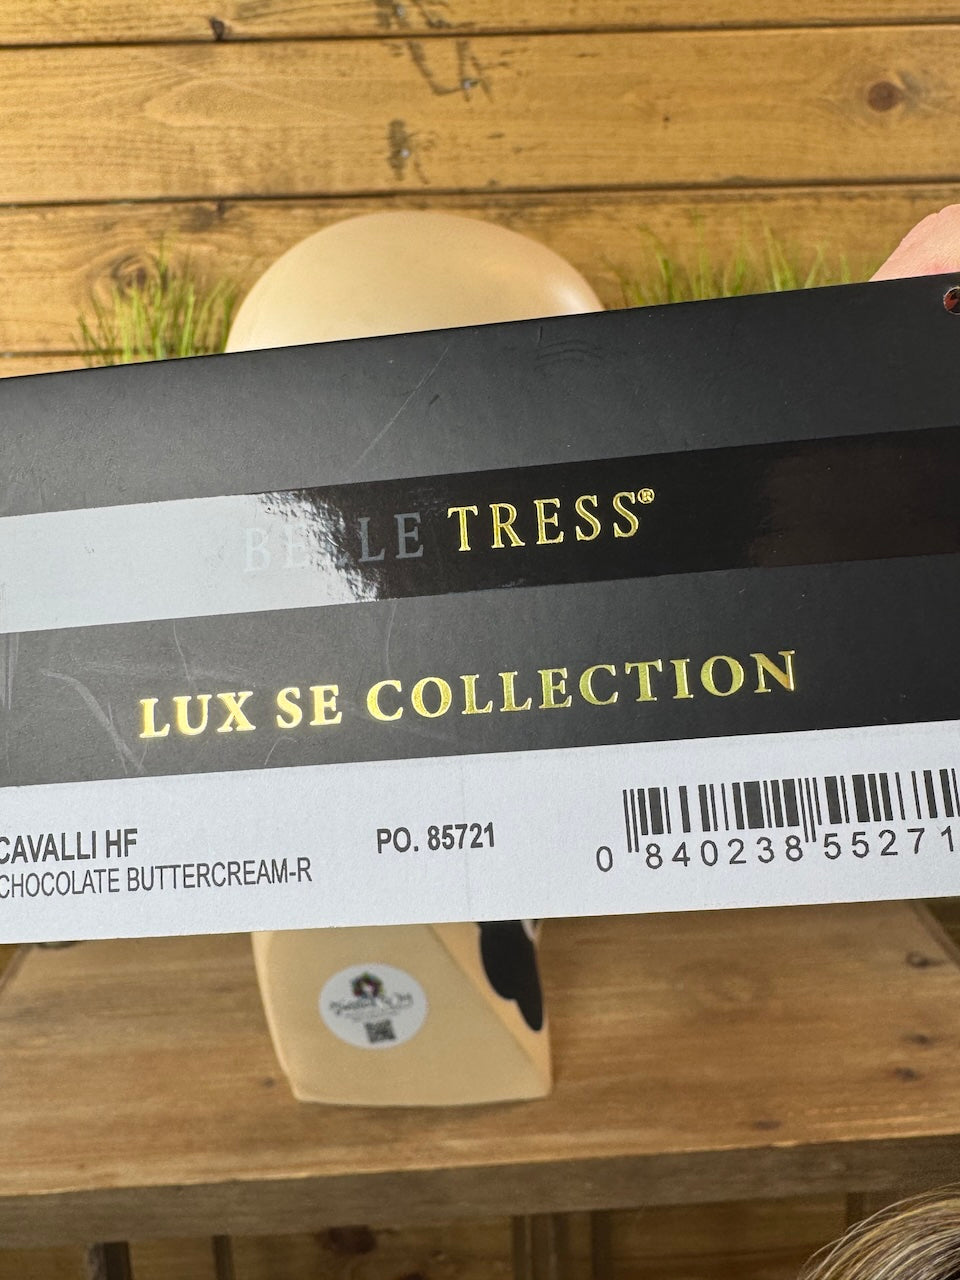 BELLE TRESS®
LUX SE COLLECTION
CAVALLI HF
CHOCOLATE BUTTERCREAM-R
PO. 85721
0 840238 55271